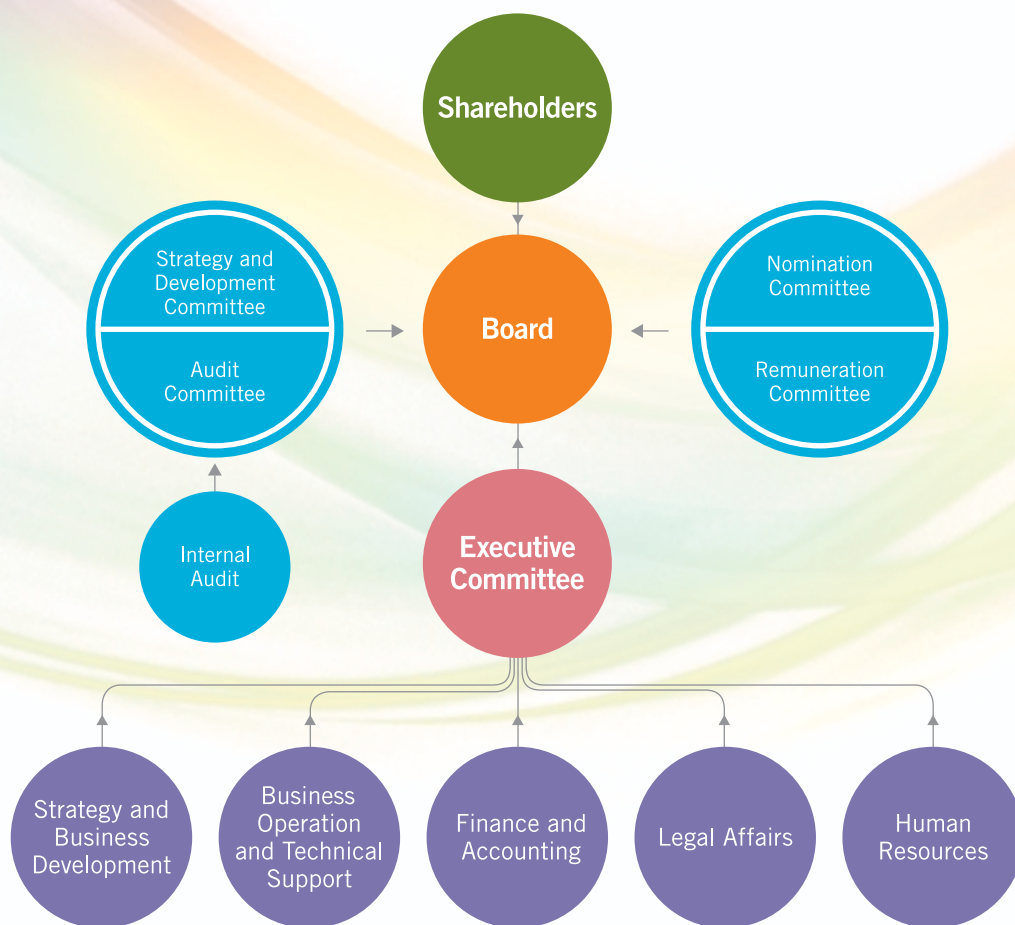 Shareholders
Strategy and
Development
Committee
Audit
Committee
Board
Nomination
Committee
Remuneration
Committee
Internal
Audit
Executive
Committee
Strategy and
Business
Development
Business
Operation
and Technical
Support
Finance and
Accounting
Legal Affairs
Human
Resources